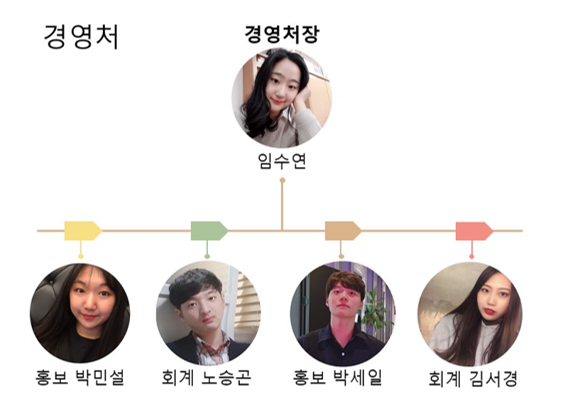 경영처
경영처장
임수연
홍보 박민설
회계 노승곤
홍보 박세일
회계 김서경